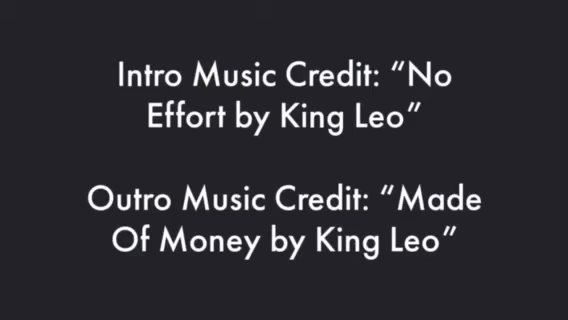 Intro Music Credit: “No
Effort by King Leo”
Outro Music Credit: “Made
Of Money by King Leo”